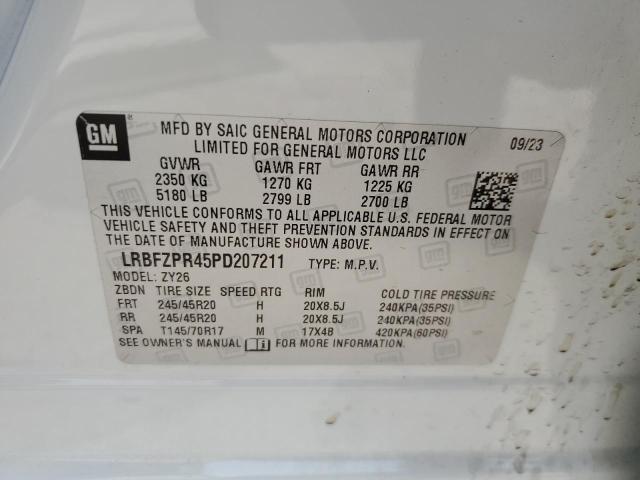 GM
MFD BY SAIC GENERAL MOTORS CORPORATION
LIMITED FOR GENERAL MOTORS LLC
09/23
GVWR GAWR FRT GAWR RR
2350 KG 1270 KG 1225 KG
5180 LB 2799 LB 2700 LB
THIS VEHICLE CONFORMS TO ALL APPLICABLE U.S. FEDERAL MOTOR
VEHICLE SAFETY AND THEFT PREVENTION STANDARDS IN EFFECT ON
THE DATE OF MANUFACTURE SHOWN ABOVE.
LRBFZPR45PD207211 TYPE: M.P.V.
MODEL: ZY26
ZBDN TIRE SIZE SPEED RTG RIM COLD TIRE PRESSURE
FRT 245/45R20 H 20X8.5J 240KPA(35PSI)
RR 245/45R20 H 20X8.5J 240KPA(35PSI)
SPA T145/70R17 M 17X4B 420KPA(60PSI)
SEE OWNER'S MANUAL FOR MORE INFORMATION.